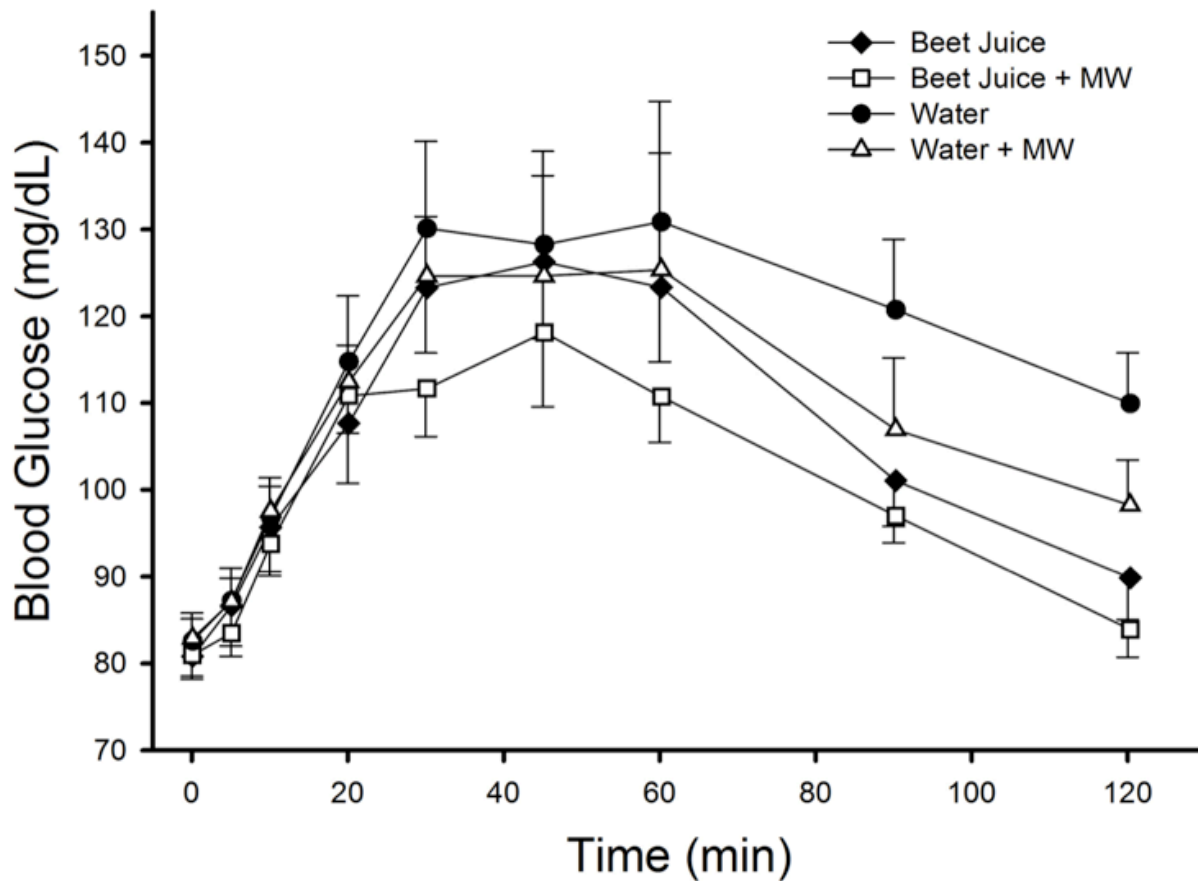 Blood Glucose (mg/dL)
150
140
130
120
110
100
90
80
70
Beet Juice
Beet Juice + MW
Water
Water + MW
0 20 40 60 80 100 120
Time (min)